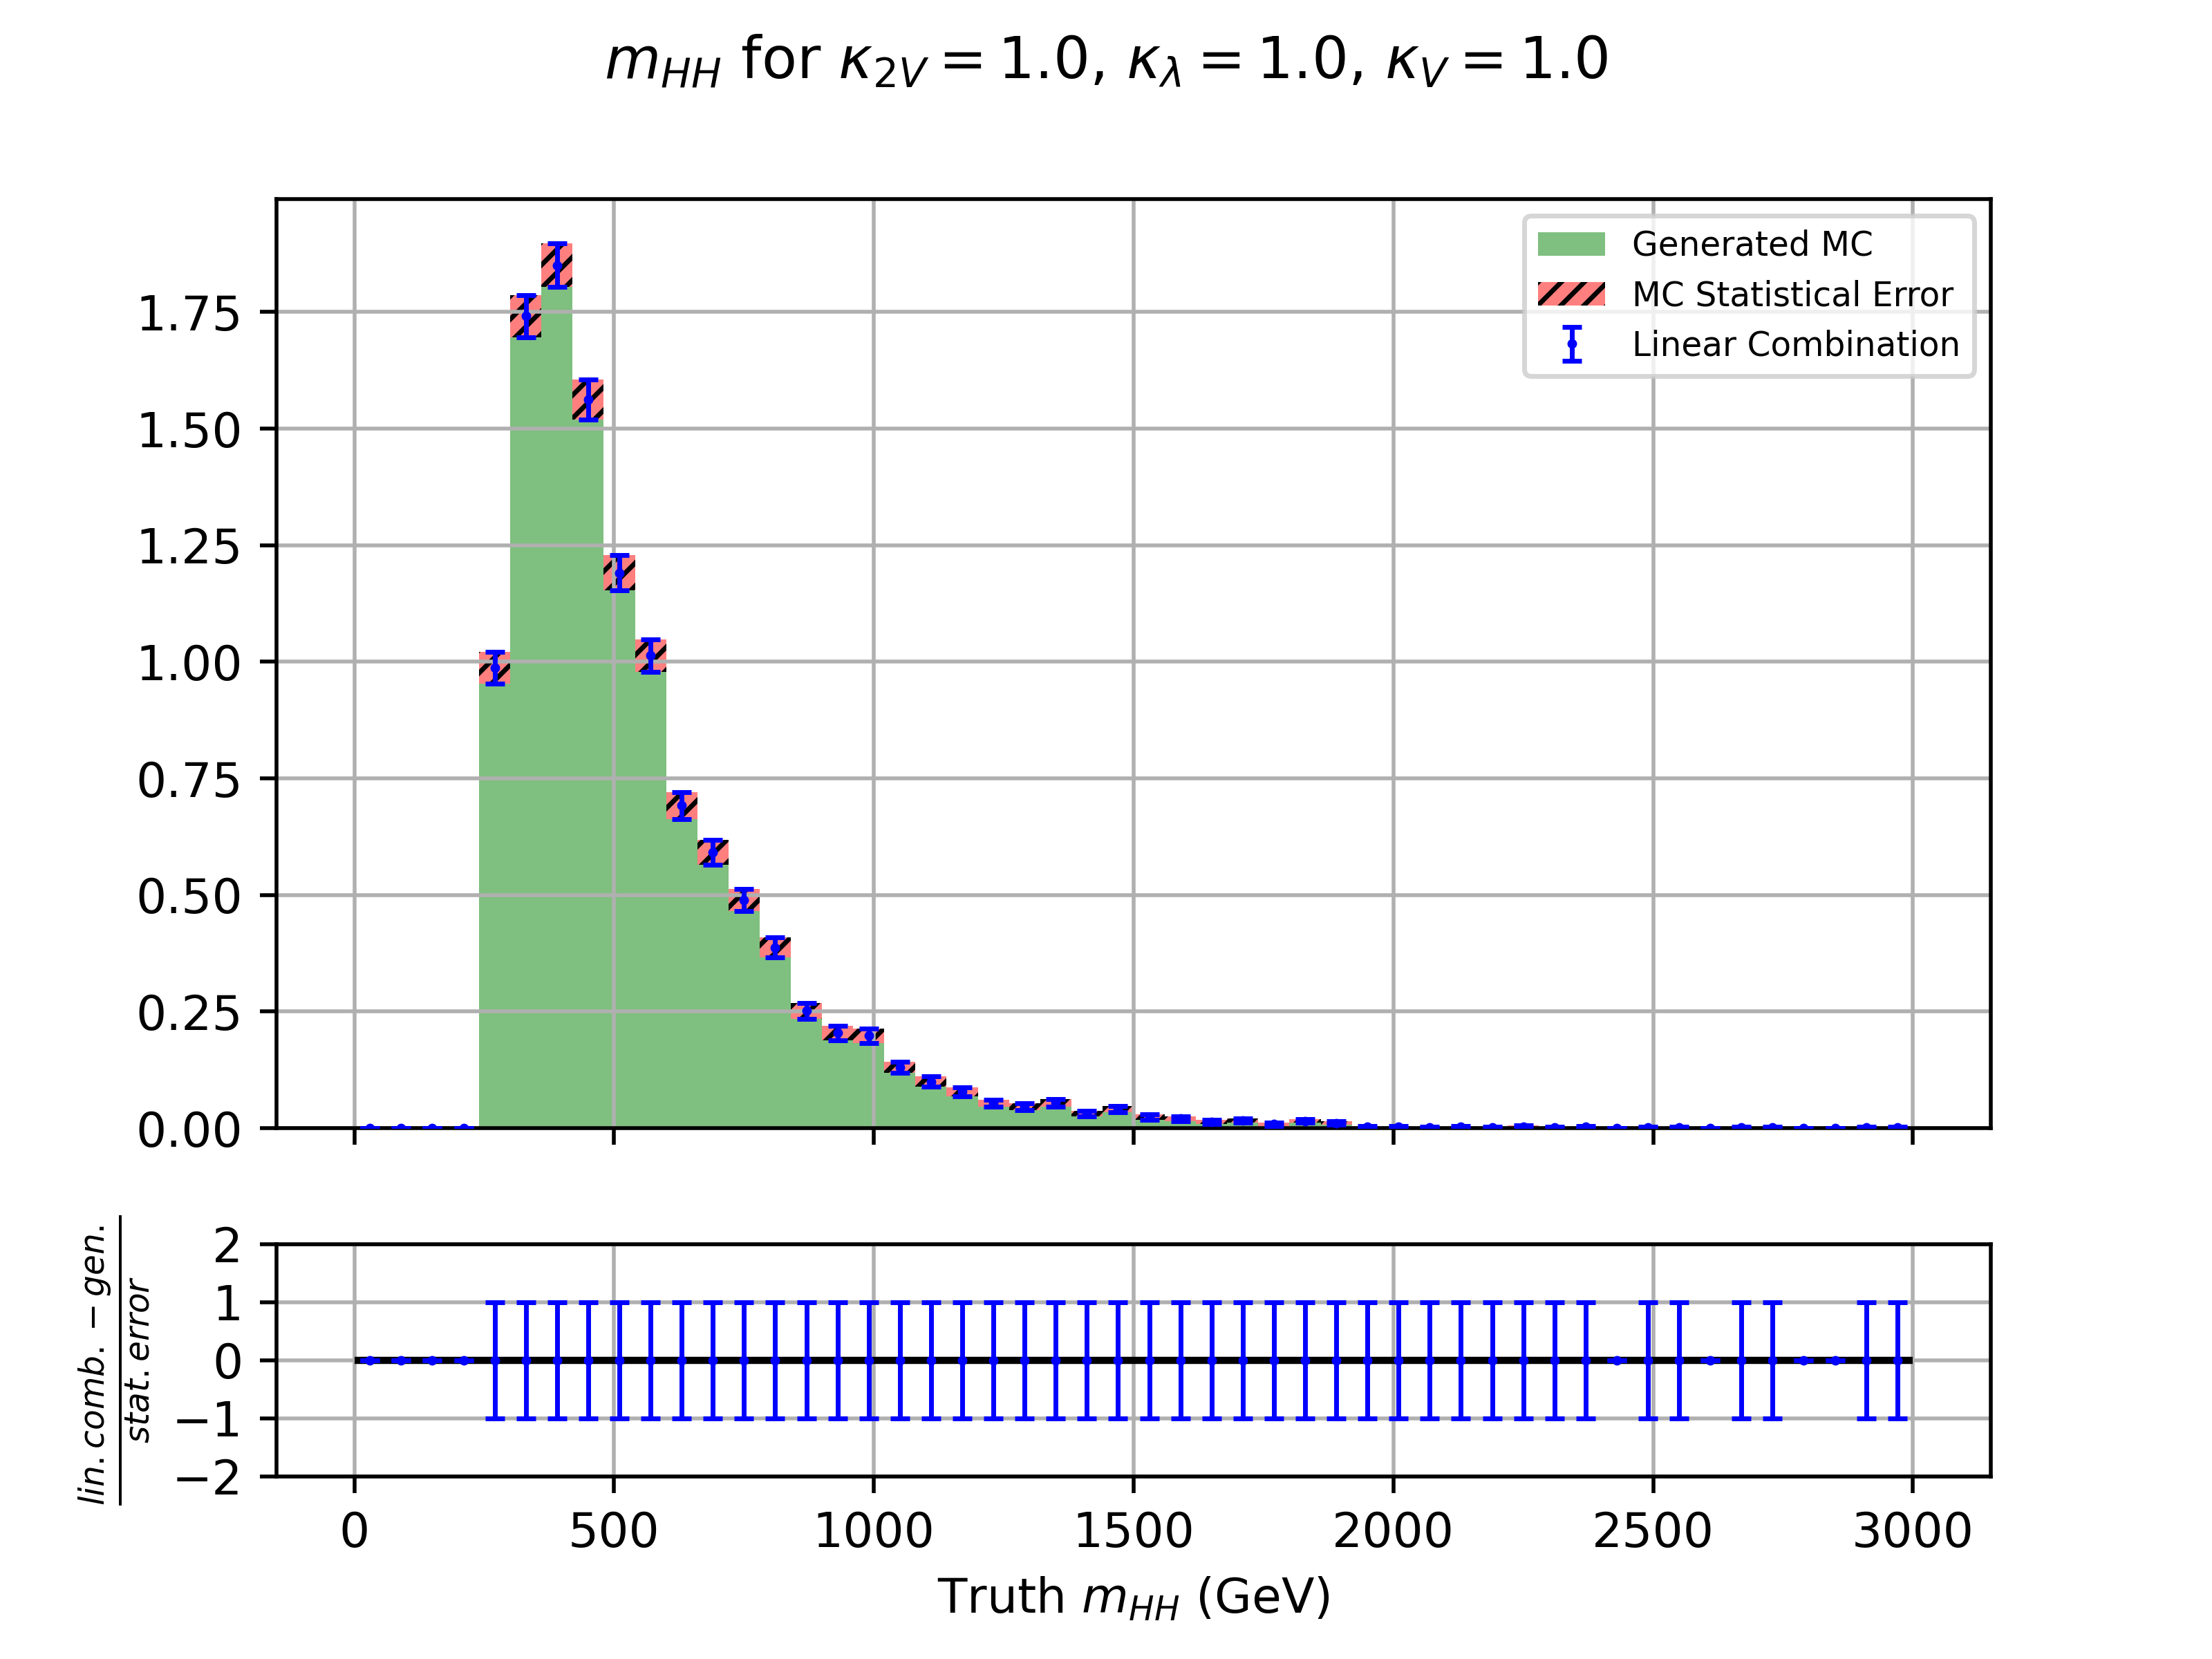 m_HH for κ_2V = 1.0, κ_λ = 1.0, κ_V = 1.0
Generated MC
MC Statistical Error
Linear Combination
1.75
1.50
1.25
1.00
0.75
0.50
0.25
0.00
lin. comb. − gen.
stat. error
2
1
0
−1
−2
0 500 1000 1500 2000 2500 3000
Truth m_HH (GeV)